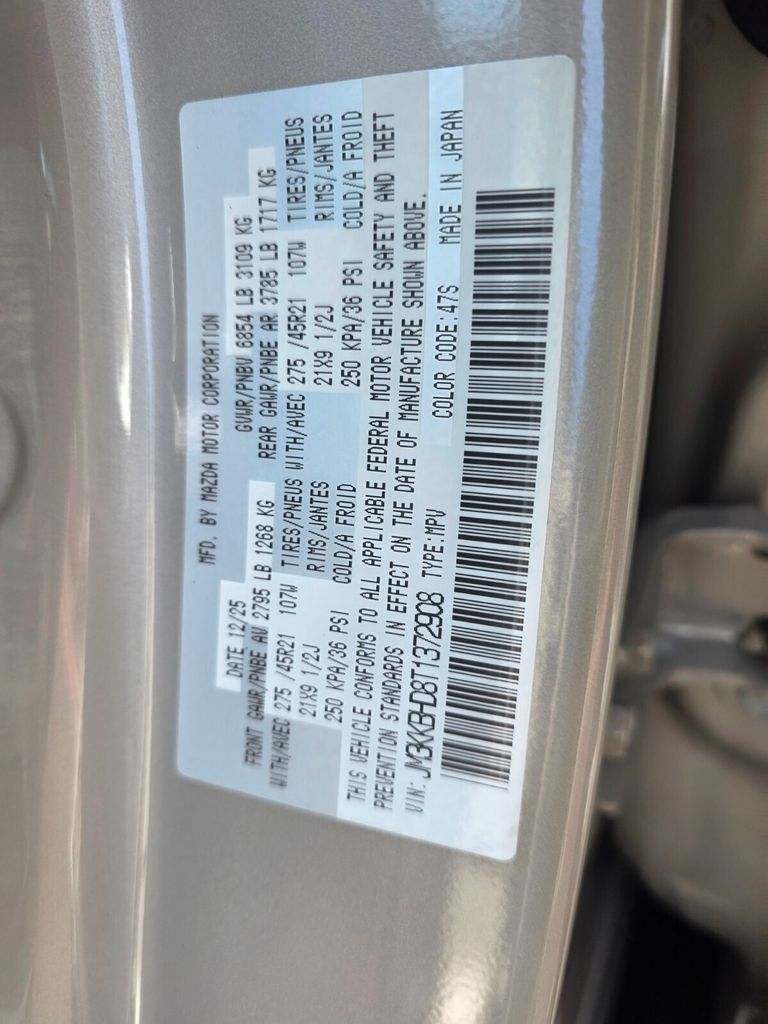 MFD. BY MAZDA MOTOR CORPORATION
DATE 12/25 GVWR/PNBV 6854 LB 3109 KG
FRONT GAWR/PNBE AV 2795 LB 1268 KG REAR GAWR/PNBE AR 3785 LB 1717 KG
WITH/AVEC 275 /45R21 107W TIRES/PNEUS WITH/AVEC 275 /45R21 107W TIRES/PNEUS
21X9 1/2J RIMS/JANTES 21X9 1/2J RIMS/JANTES
250 KPA/36 PSI COLD/A FROID 250 KPA/36 PSI COLD/A FROID
THIS VEHICLE CONFORMS TO ALL APPLICABLE FEDERAL MOTOR VEHICLE SAFETY AND THEFT
PREVENTION STANDARDS IN EFFECT ON THE DATE OF MANUFACTURE SHOWN ABOVE.
VIN: JM3KKBHD8T1372908 TYPE:MPV COLOR CODE:47S MADE IN JAPAN